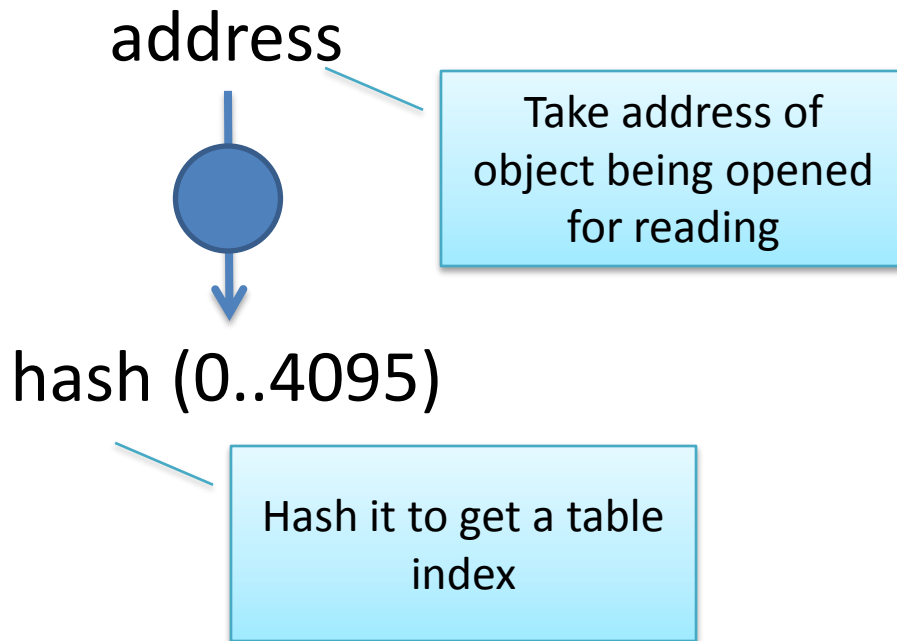 address
Take address of
object being opened
for reading
hash (0..4095)
Hash it to get a table
index